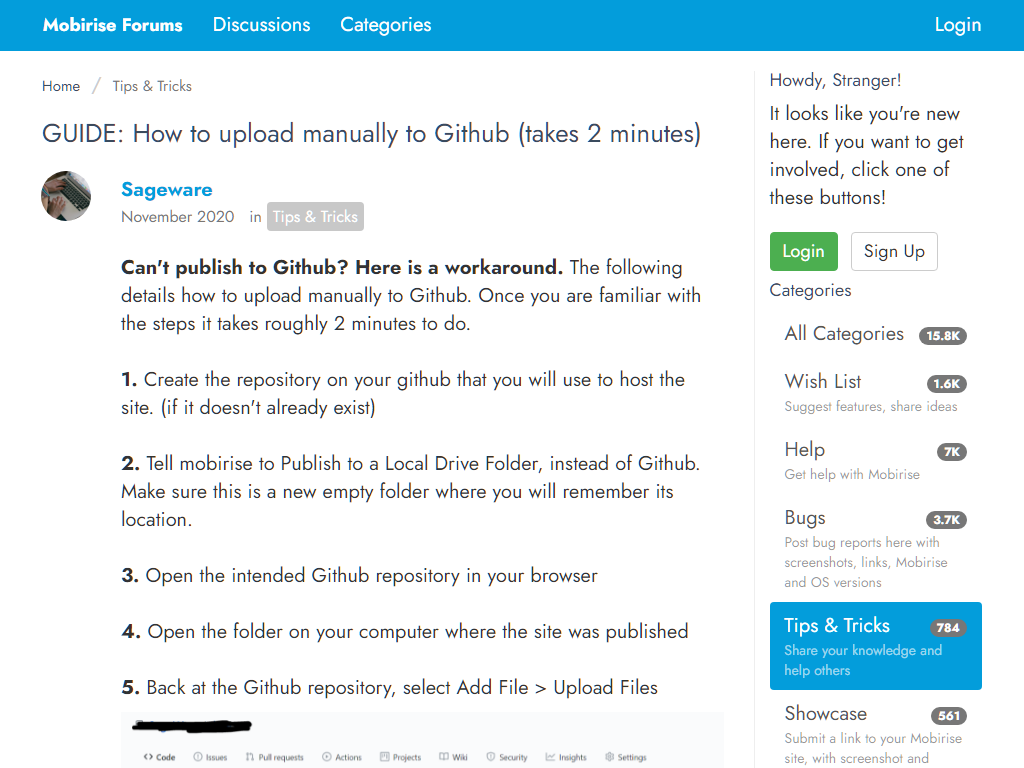 Mobirise Forums Discussions Categories Login
Home / Tips & Tricks
GUIDE: How to upload manually to Github (takes 2 minutes)
Sageware
November 2020 in Tips & Tricks
Can't publish to Github? Here is a workaround. The following
details how to upload manually to Github. Once you are familiar with
the steps it takes roughly 2 minutes to do.
1. Create the repository on your github that you will use to host the
site. (if it doesn't already exist)
2. Tell mobirise to Publish to a Local Drive Folder, instead of Github.
Make sure this is a new empty folder where you will remember its
location.
3. Open the intended Github repository in your browser
4. Open the folder on your computer where the site was published
5. Back at the Github repository, select Add File > Upload Files
<> Code Issues Pull requests Actions Projects Wiki Security Insights Settings
Howdy, Stranger!
It looks like you're new
here. If you want to get
involved, click one of
these buttons!
Login Sign Up
Categories
All Categories 15.8K
Wish List 1.6K
Suggest features, share ideas
Help 7K
Get help with Mobirise
Bugs 3.7K
Post bug reports here with
screenshots, links, Mobirise
and OS versions
Tips & Tricks 784
Share your knowledge and
help others
Showcase 561
Submit a link to your Mobirise
site, with screenshot and